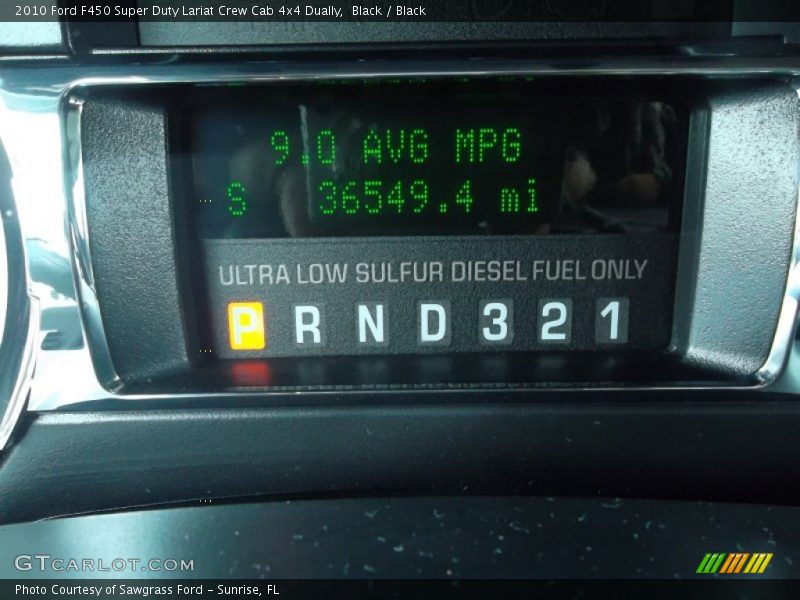 2010 Ford F450 Super Duty Lariat Crew Cab 4x4 Dually,  Black / Black
9.0 AVG MPG
S 36549.4 mi
ULTRA LOW SULFUR DIESEL FUEL ONLY
P R N D 3 2 1
GTCARLOT.COM
Photo Courtesy of Sawgrass Ford - Sunrise, FL